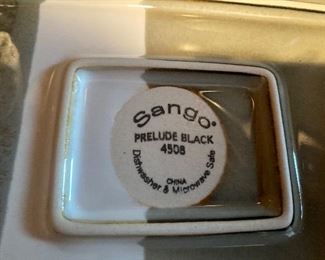 Sango®
PRELUDE BLACK
4508
CHINA
Dishwasher & Microwave Safe